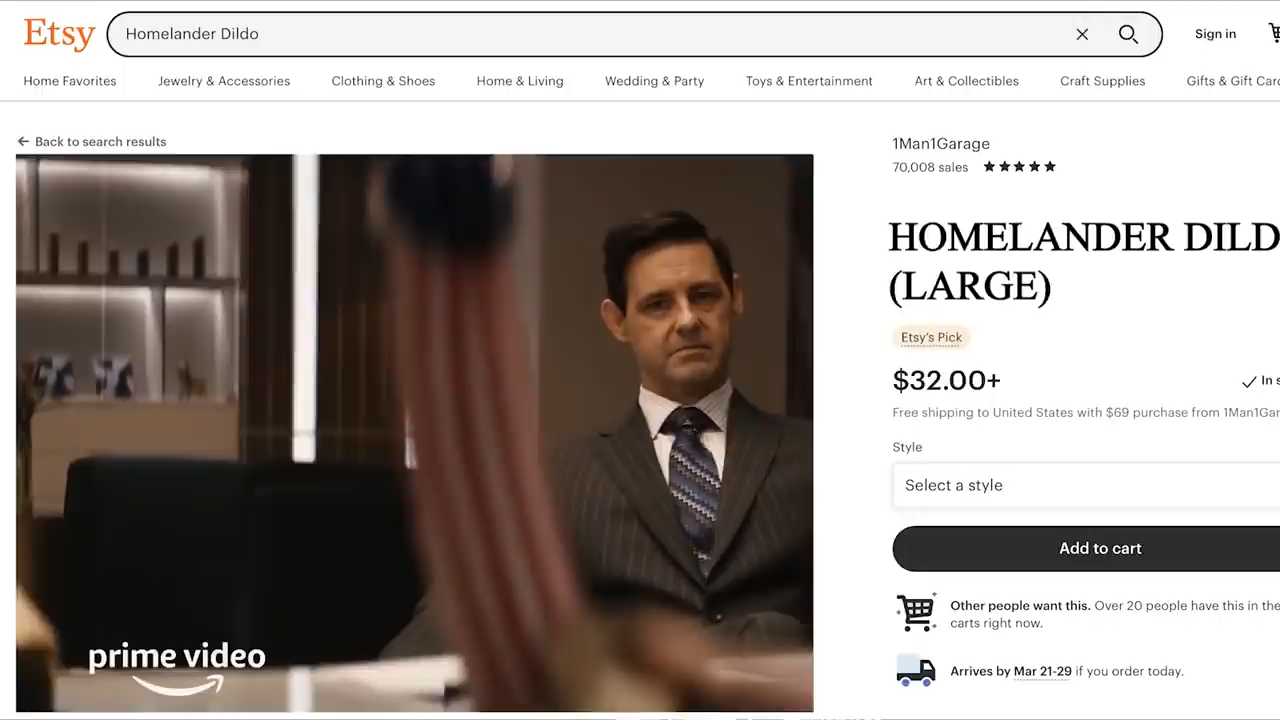 Etsy
Homelander Dildo
Sign in
Home Favorites
Jewelry & Accessories
Clothing & Shoes
Home & Living
Wedding & Party
Toys & Entertainment
Art & Collectibles
Craft Supplies
Gifts & Gift Card
Back to search results
prime video
1Man1Garage
70,008 sales
HOMELANDER DILD
(LARGE)
Etsy's Pick
$32.00+
In s
Free shipping to United States with $69 purchase from 1Man1Gar
Style
Select a style
Add to cart
Other people want this. Over 20 people have this in the
carts right now.
Arrives by Mar 21-29 if you order today.